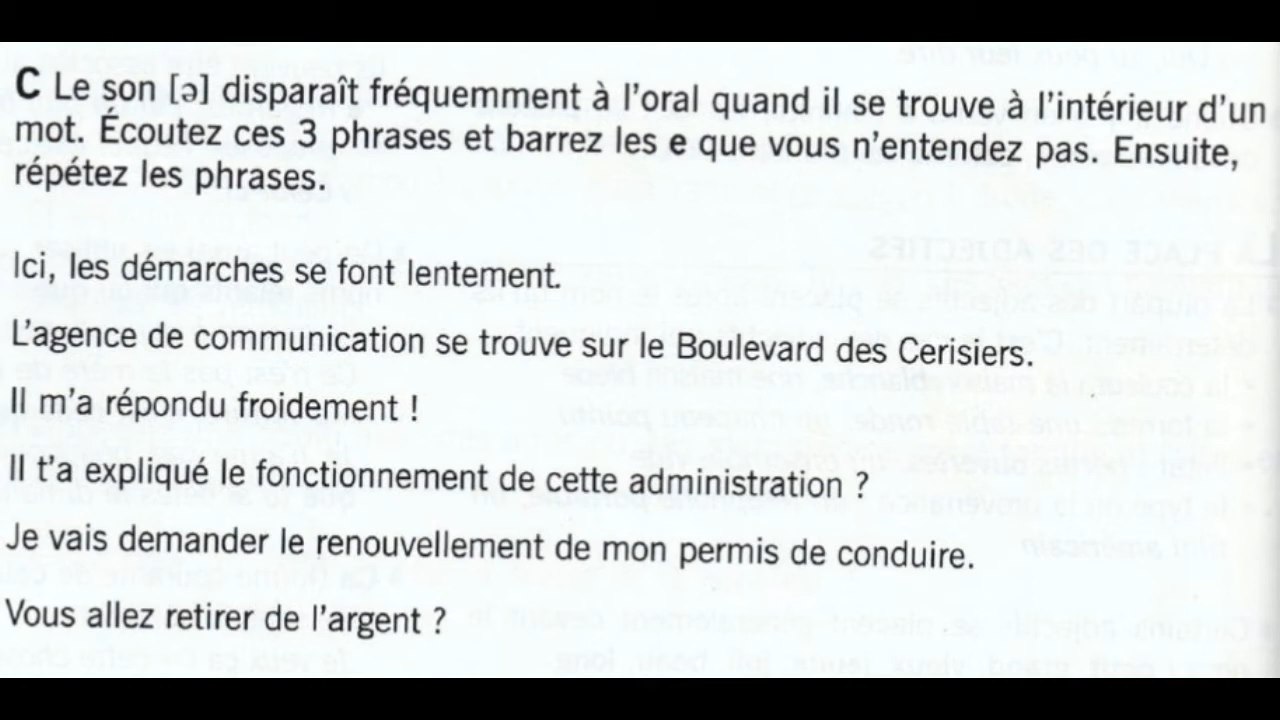 C Le son [ə] disparaît fréquemment à l'oral quand il se trouve à l'intérieur d'un
mot. Écoutez ces 3 phrases et barrez les e que vous n'entendez pas. Ensuite,
répétez les phrases.
Ici, les démarches se font lentement.
L'agence de communication se trouve sur le Boulevard des Cerisiers.
Il m'a répondu froidement !
Il t'a expliqué le fonctionnement de cette administration ?
Je vais demander le renouvellement de mon permis de conduire.
Vous allez retirer de l'argent ?